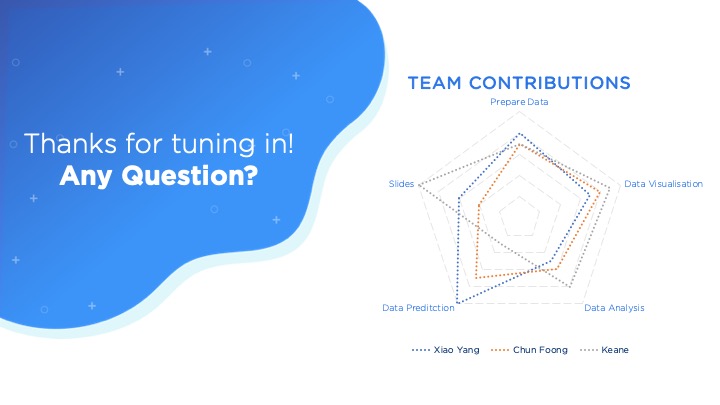 Thanks for tuning in!
Any Question?
TEAM CONTRIBUTIONS
Prepare Data
Slides
Data Visualisation
Data Preditction
Data Analysis
Xiao Yang
Chun Foong
Keane